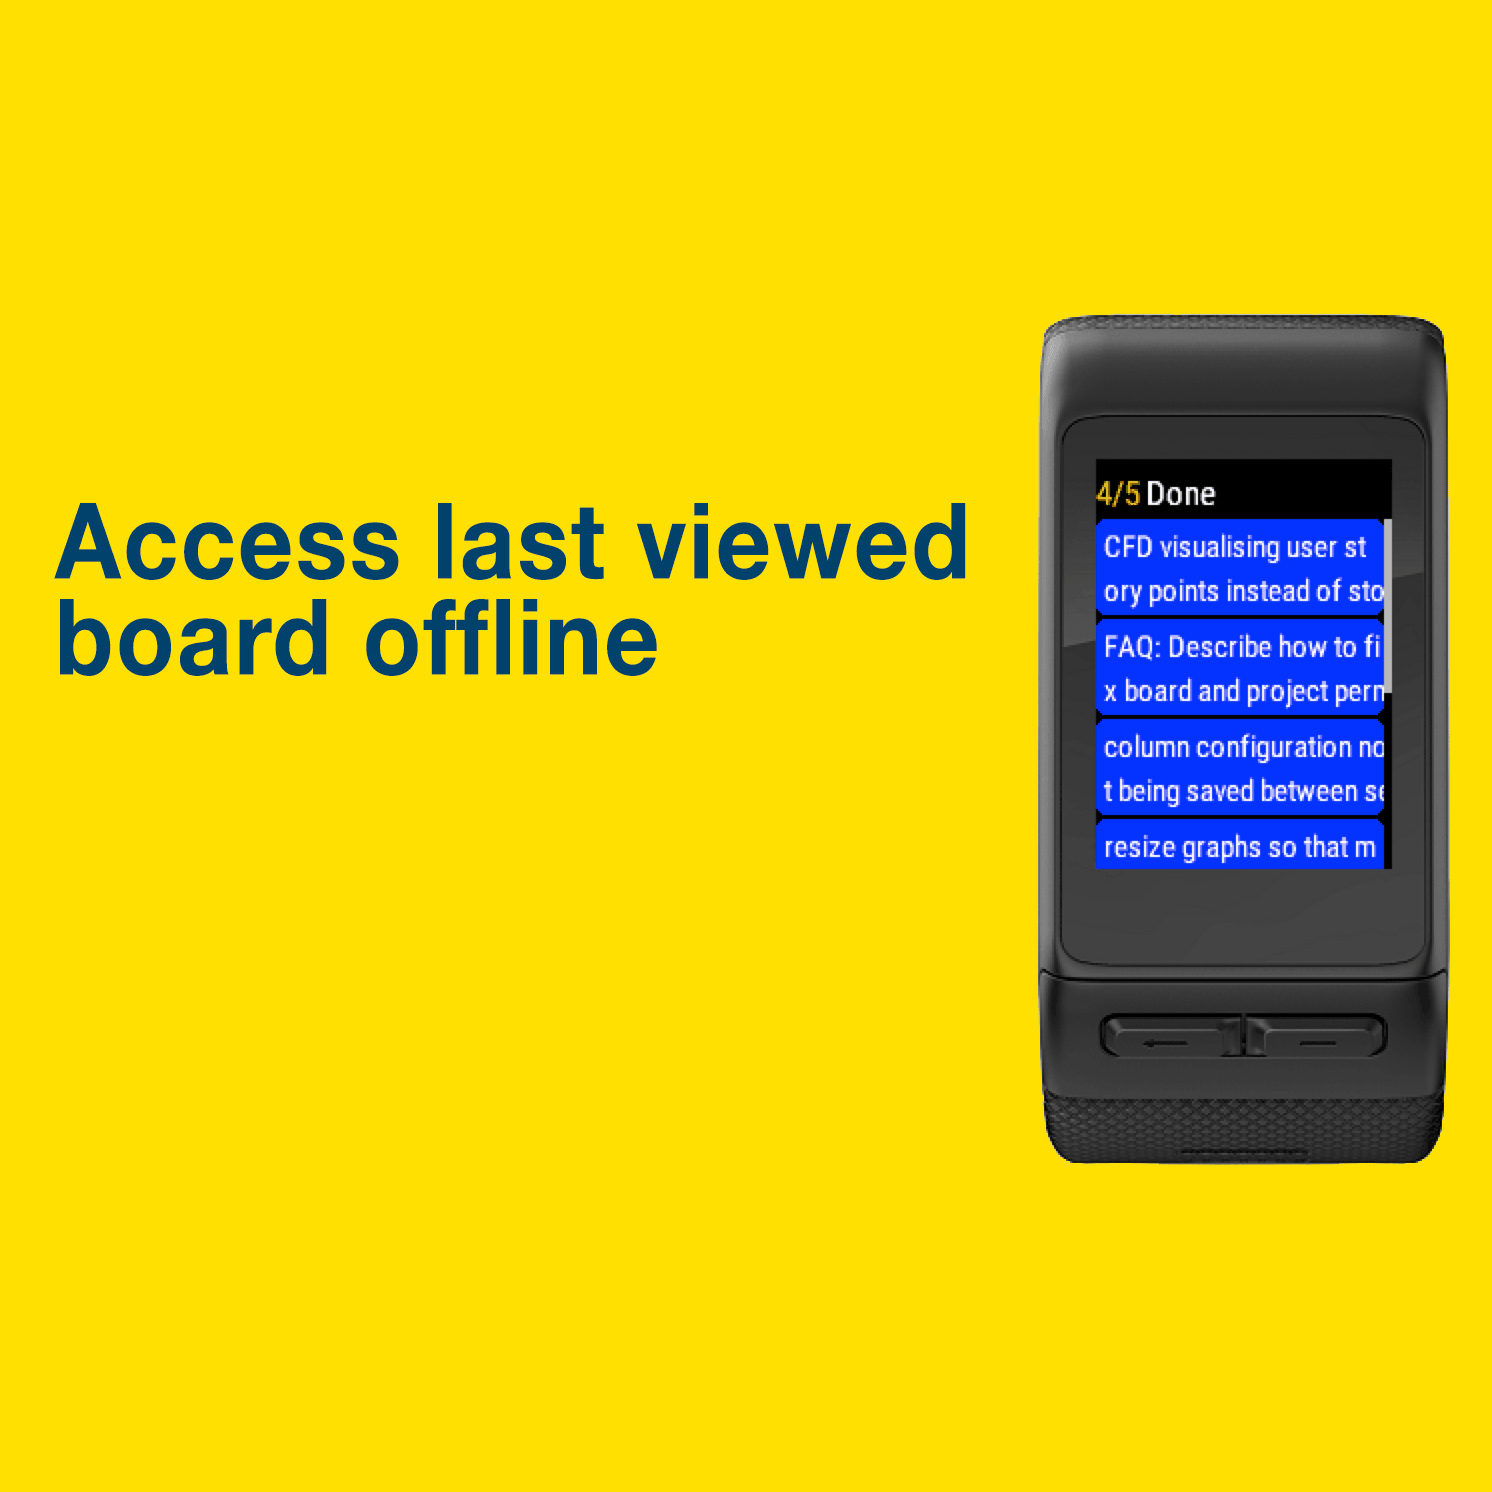 Access last viewed
board offline
4/5 Done
CFD visualising user st
ory points instead of sto
FAQ: Describe how to fi
x board and project perm
column configuration no
t being saved between se
resize graphs so that m